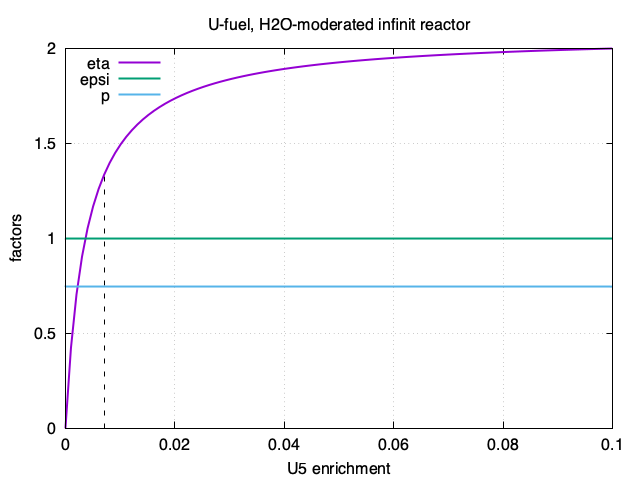 U-fuel, H2O-moderated infinit reactor
2
eta
epsi
p
1.5
1
factors
0.5
0
0 0.02 0.04 0.06 0.08 0.1
U5 enrichment